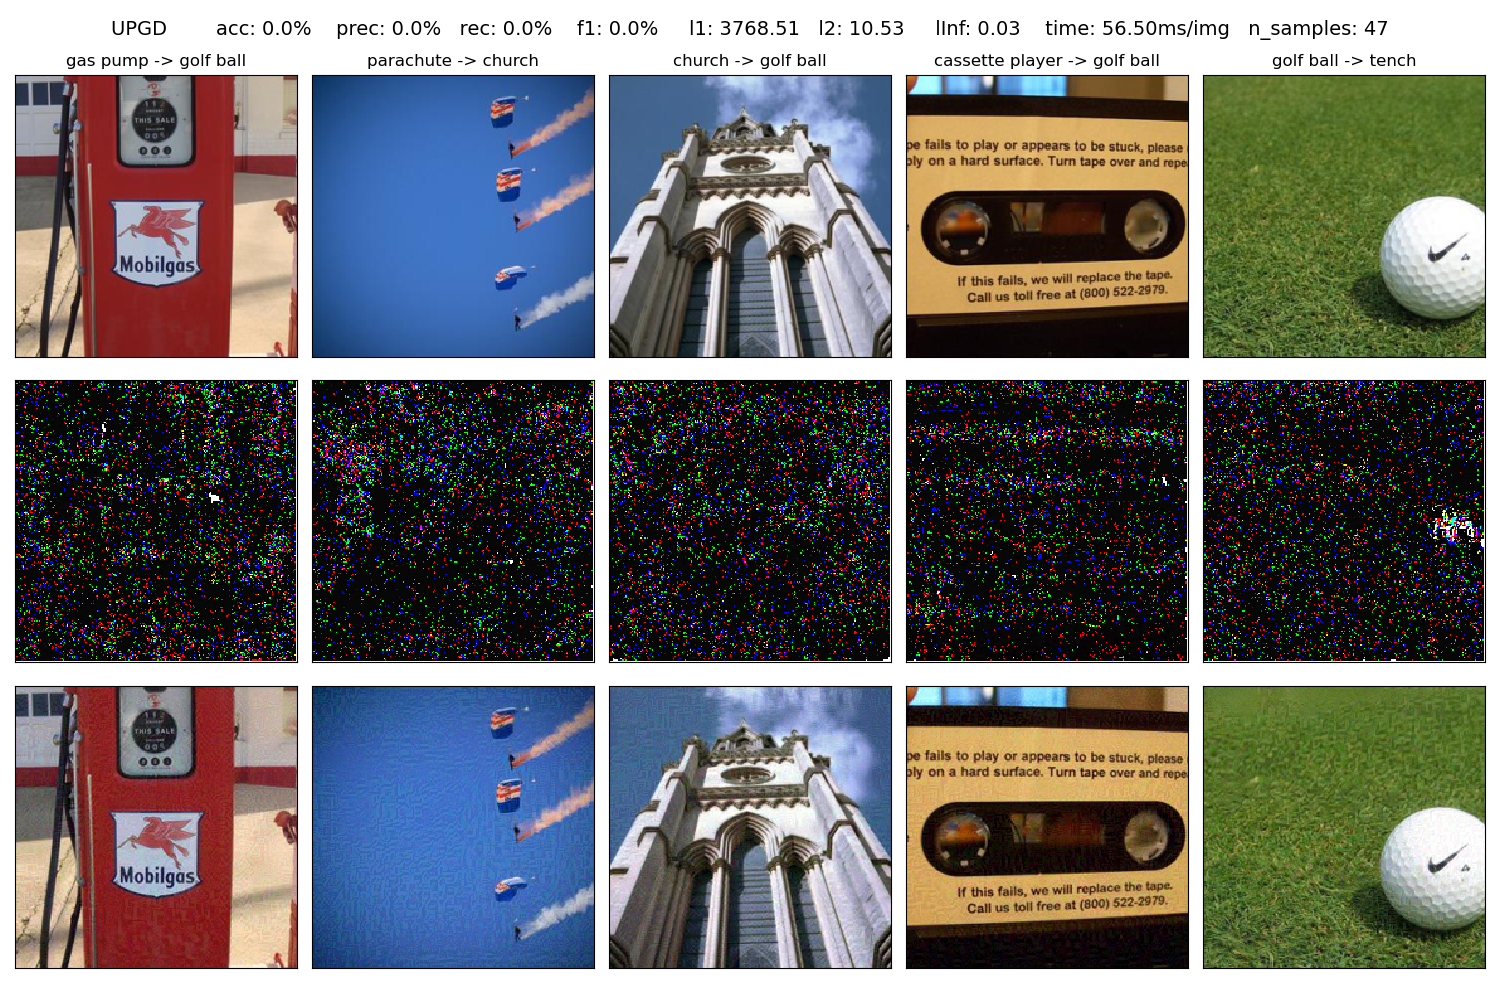 UPGD acc: 0.0% prec: 0.0% rec: 0.0% f1: 0.0% l1: 3768.51 l2: 10.53 lInf: 0.03 time: 56.50ms/img n_samples: 47
gas pump -> golf ball
parachute -> church
church -> golf ball
cassette player -> golf ball
golf ball -> tench
THIS SALE
Mobilgas
pe fails to play or appears to be stuck, please
ply on a hard surface. Turn tape over and repe
If this fails, we will replace the tape.
Call us toll free at (800) 522-2979.
THIS SALE
Mobilgas
pe fails to play or appears to be stuck, please
ply on a hard surface. Turn tape over and repe
If this fails, we will replace the tape.
Call us toll free at (800) 522-2979.